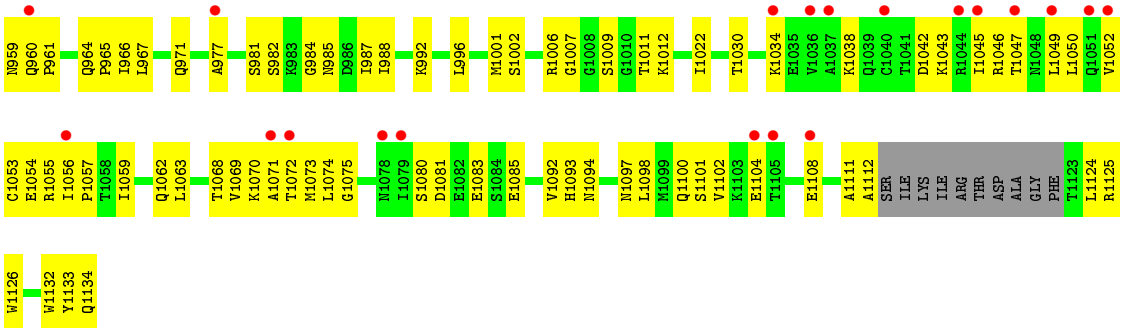 N959 Q960 P961 Q964 P965 I966 L967 Q971 A977 S981 S982 K983 G984 N985 D986 I987 I988 K992 L996 M1001 S1002 R1006 G1007 G1008 S1009 G1010 T1011 K1012 I1022 T1030 K1034 E1035 V1036 A1037 K1038 Q1039 C1040 T1041 D1042 K1043 R1044 I1045 R1046 T1047 N1048 L1049 L1050 Q1051 V1052
C1053 E1054 R1055 I1056 P1057 T1058 I1059 Q1062 L1063 T1068 V1069 K1070 A1071 T1072 M1073 L1074 G1075 N1078 I1079 S1080 D1081 E1082 E1083 S1084 E1085 V1092 H1093 N1094 N1097 L1098 M1099 Q1100 S1101 V1102 K1103 E1104 T1105 E1108 A1111 A1112 SER ILE LYS ILE ARG THR ASP ALA GLY PHE T1123 L1124 R1125
W1126 W1132 Y1133 Q1134